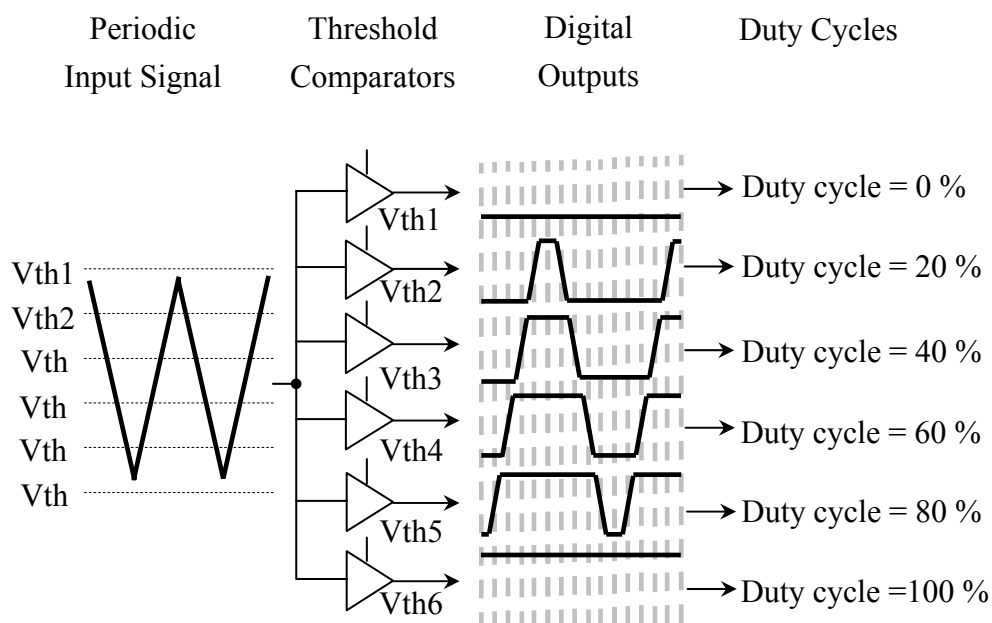 Periodic
Input Signal
Threshold
Comparators
Digital
Outputs
Duty Cycles
Vth1
Vth2
Vth
Vth
Vth
Vth
Vth1
Vth2
Vth3
Vth4
Vth5
Vth6
Duty cycle = 0 %
Duty cycle = 20 %
Duty cycle = 40 %
Duty cycle = 60 %
Duty cycle = 80 %
Duty cycle =100 %